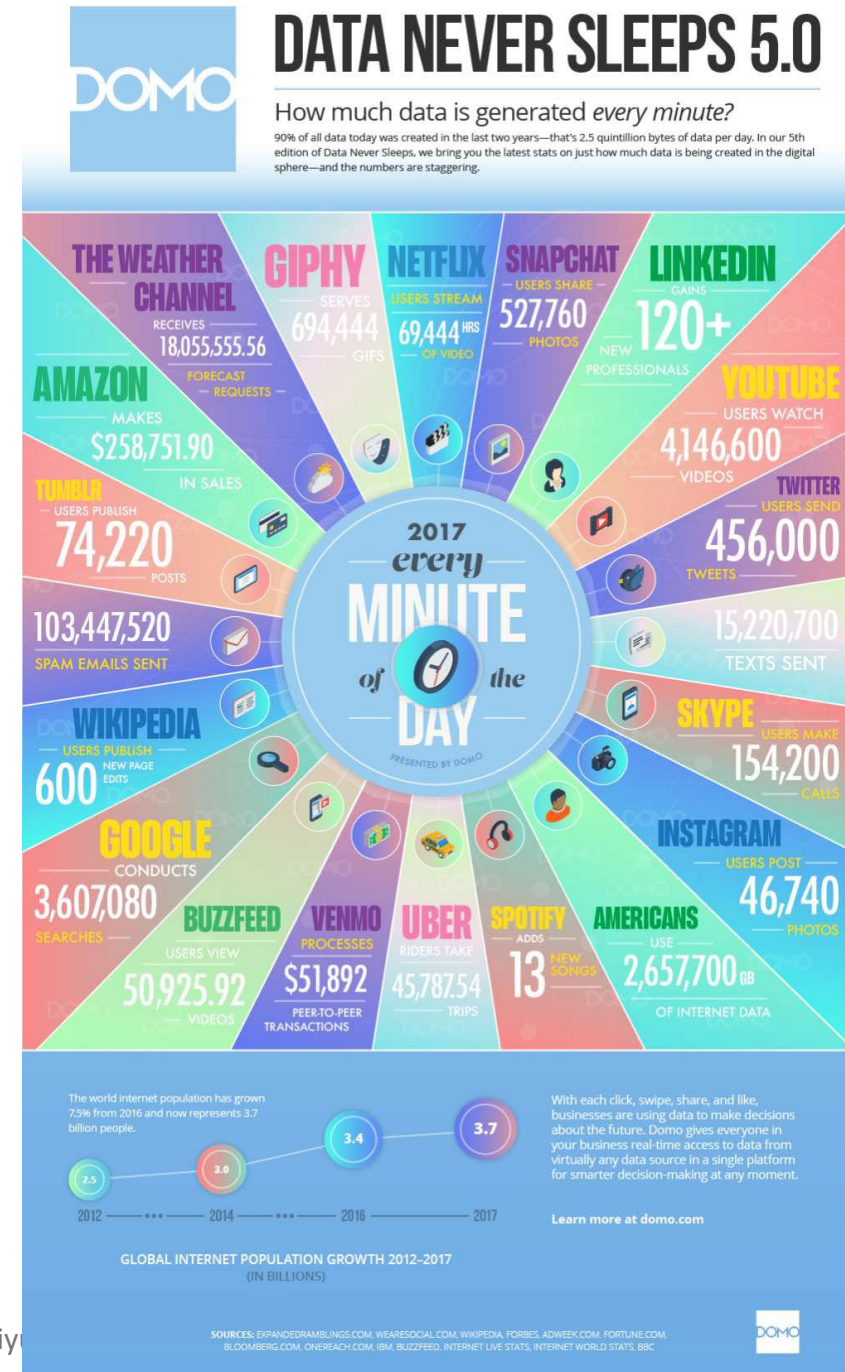 DOMO
DATA NEVER SLEEPS 5.0
How much data is generated every minute?
90% of all data today was created in the last two years—that's 2.5 quintillion bytes of data per day. In our 5th
edition of Data Never Sleeps, we bring you the latest stats on just how much data is being created in the digital
sphere—and the numbers are staggering.
THE WEATHER
CHANNEL
RECEIVES
18,055,555.56
FORECAST
REQUESTS
GIPHY
SERVES
694,444
GIFS
NETFLIX
USERS STREAM
69,444 HRS
OF VIDEO
SNAPCHAT
USERS SHARE
527,760
PHOTOS
LINKEDIN
GAINS
120+
NEW
PROFESSIONALS
YOUTUBE
USERS WATCH
4,146,600
VIDEOS
TWITTER
USERS SEND
456,000
TWEETS
15,220,700
TEXTS SENT
SKYPE
USERS MAKE
154,200
CALLS
INSTAGRAM
USERS POST
46,740
PHOTOS
AMERICANS
USE
2,657,700 GB
OF INTERNET DATA
SPOTIFY
ADDS
13 NEW
SONGS
UBER
RIDERS TAKE
45,787.54
TRIPS
VENMO
PROCESSES
$51,892
PEER-TO-PEER
TRANSACTIONS
BUZZFEED
USERS VIEW
50,925.92
VIDEOS
GOOGLE
CONDUCTS
3,607,080
SEARCHES
WIKIPEDIA
USERS PUBLISH
600 NEW PAGE
EDITS
103,447,520
SPAM EMAILS SENT
TUMBLR
USERS PUBLISH
74,220
POSTS
AMAZON
MAKES
$258,751.90
IN SALES
2017
every
MINUTE
of the
DAY
PRESENTED BY DOMO
The world internet population has grown
7.5% from 2016 and now represents 3.7
billion people.
2.5
3.0
3.4
3.7
2012 ••• 2014 ••• 2016 2017
GLOBAL INTERNET POPULATION GROWTH 2012–2017
(IN BILLIONS)
With each click, swipe, share, and like,
businesses are using data to make decisions
about the future. Domo gives everyone in
your business real-time access to data from
virtually any data source in a single platform
for smarter decision-making at any moment.
Learn more at domo.com
SOURCES: EXPANDEDRAMBLINGS.COM, WEARESOCIAL.COM, WIKIPEDIA, FORBES, ADWEEK.COM, FORTUNE.COM,
BLOOMBERG.COM, ONEREACH.COM, IBM, BUZZFEED, INTERNET LIVE STATS, INTERNET WORLD STATS, BBC
DOMO